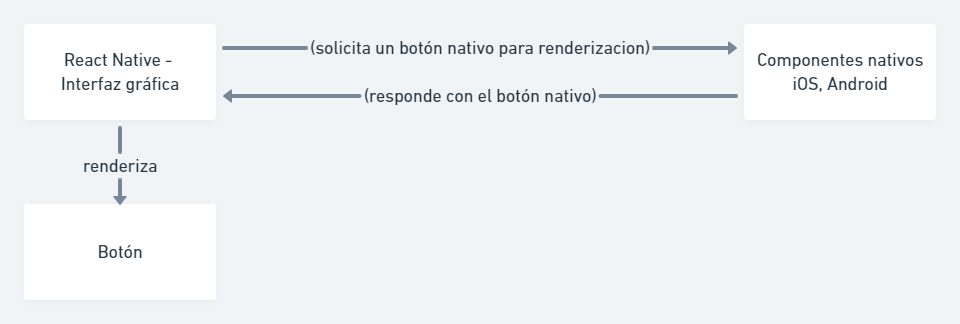 React Native -
Interfaz gráfica
(solicita un botón nativo para renderizacion)
Componentes nativos
iOS, Android
(responde con el botón nativo)
renderiza
Botón